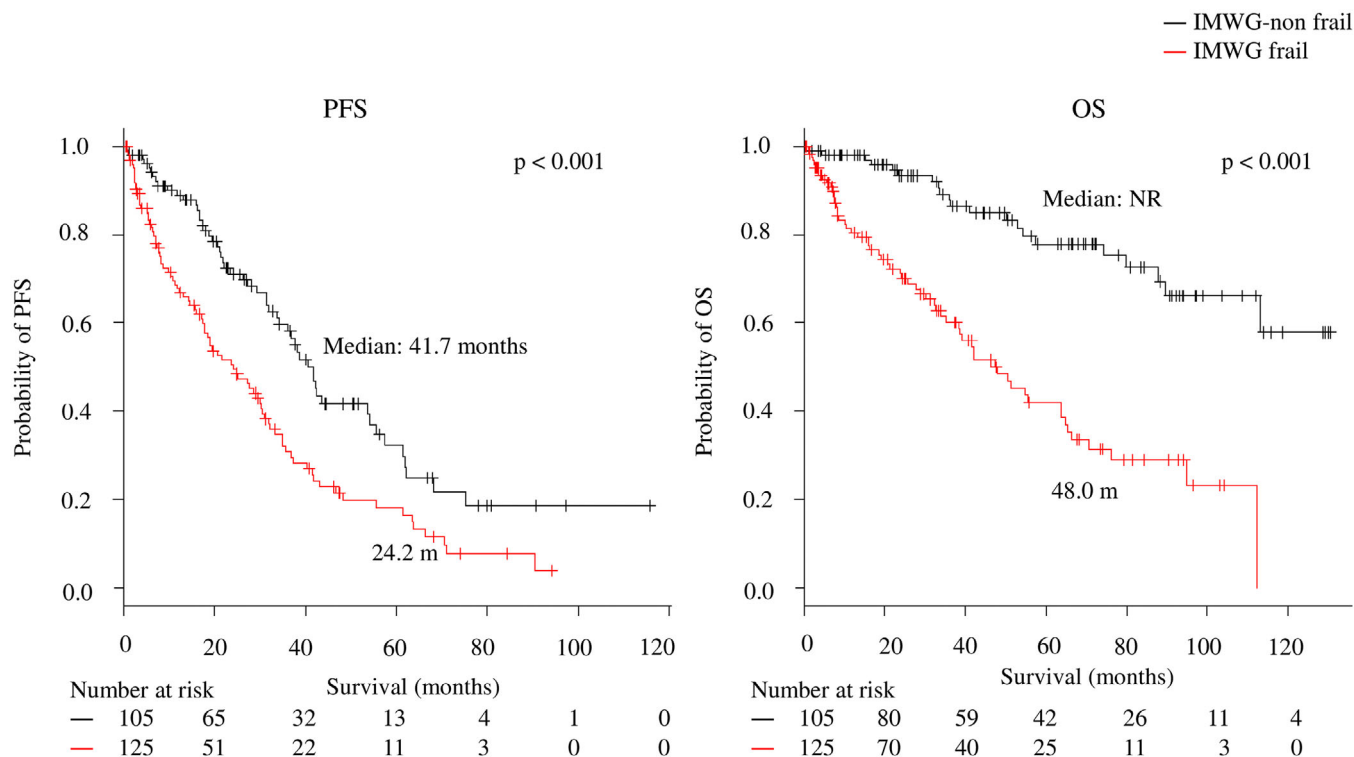 IMWG-non frail
IMWG frail
PFS
1.0
0.8
0.6
0.4
0.2
0.0
Probability of PFS
p < 0.001
Median: 41.7 months
24.2 m
0 20 40 60 80 100 120
Survival (months)
Number at risk
105 65 32 13 4 1 0
125 51 22 11 3 0 0
OS
1.0
0.8
0.6
0.4
0.2
0.0
Probability of OS
p < 0.001
Median: NR
48.0 m
0 20 40 60 80 100 120
Survival (months)
Number at risk
105 80 59 42 26 11 4
125 70 40 25 11 3 0